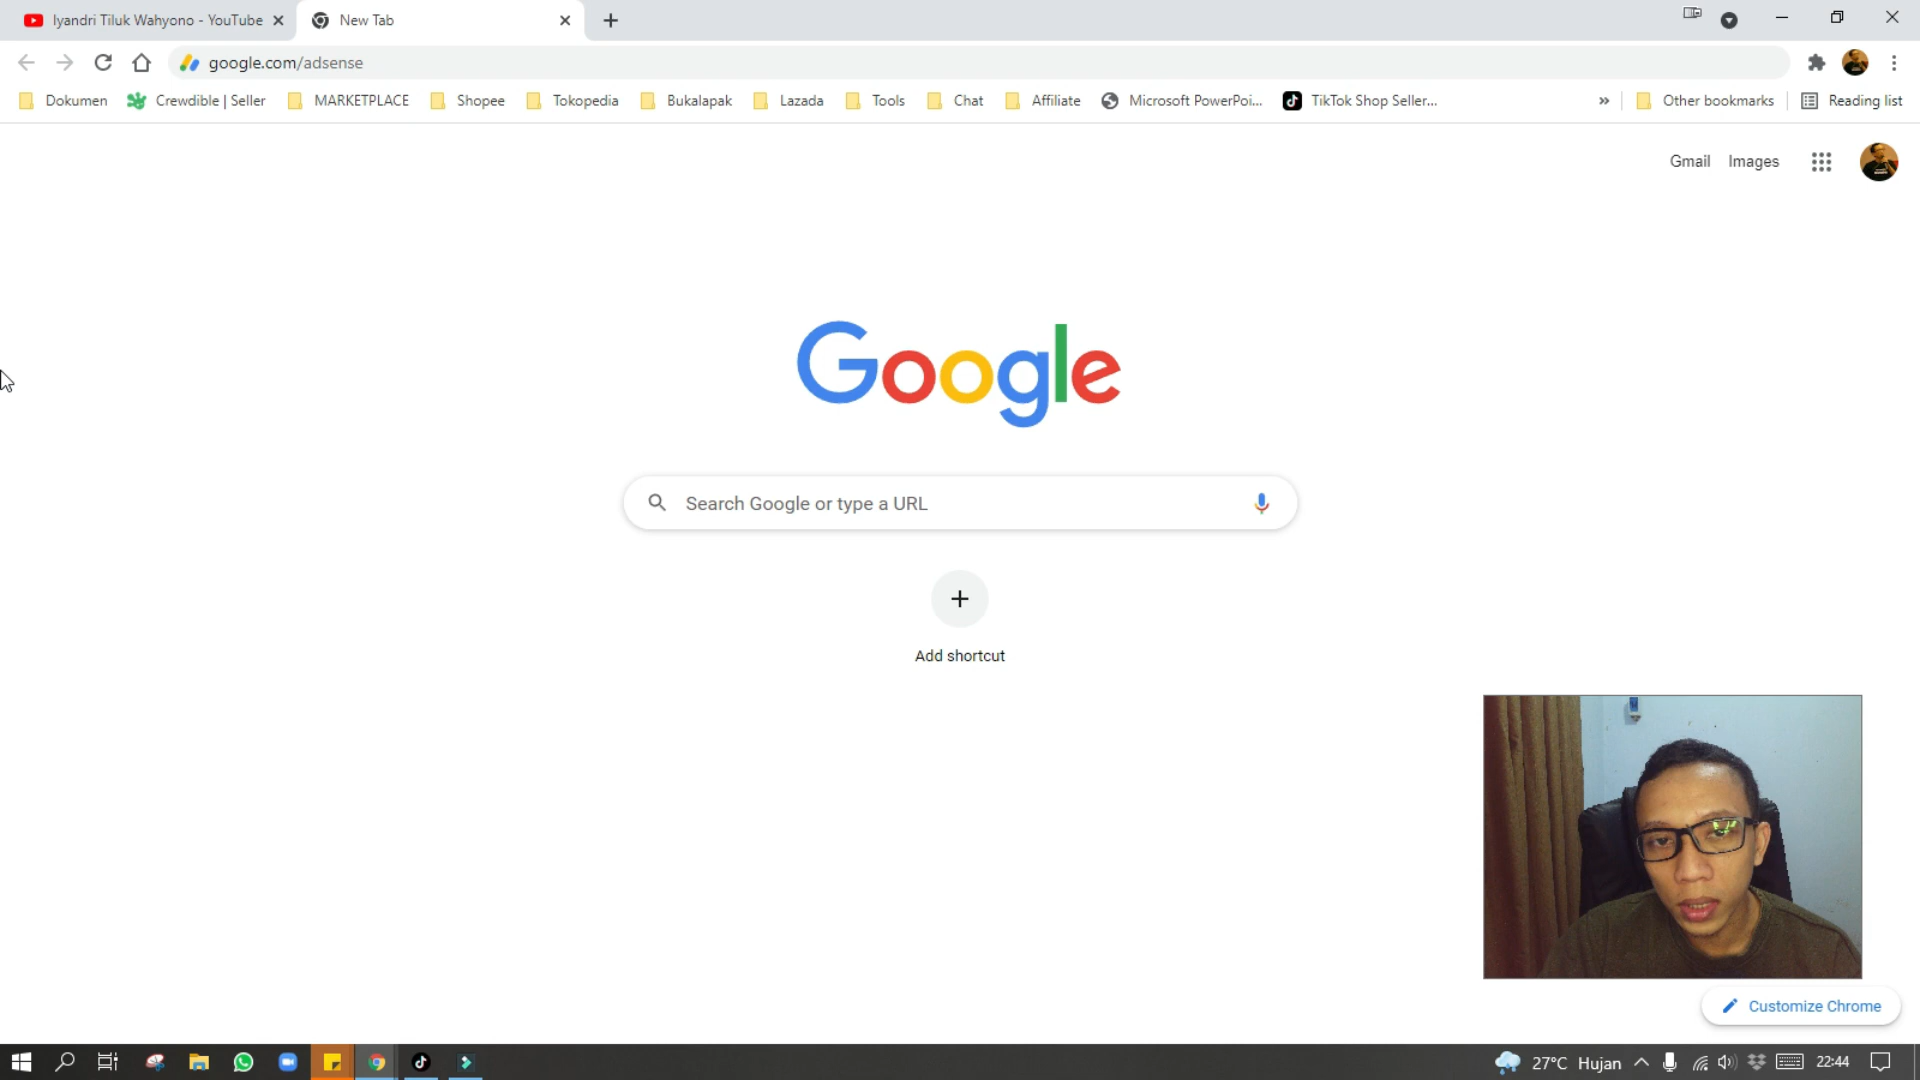 Iyandri Tiluk Wahyono - YouTube
New Tab
google.com/adsense
Dokumen
Crewdible | Seller
MARKETPLACE
Shopee
Tokopedia
Bukalapak
Lazada
Tools
Chat
Affiliate
Microsoft PowerPoi...
TikTok Shop Seller...
»
Other bookmarks
Reading list
Gmail
Images
Google
Search Google or type a URL
Add shortcut
Customize Chrome
27°C Hujan
22:44